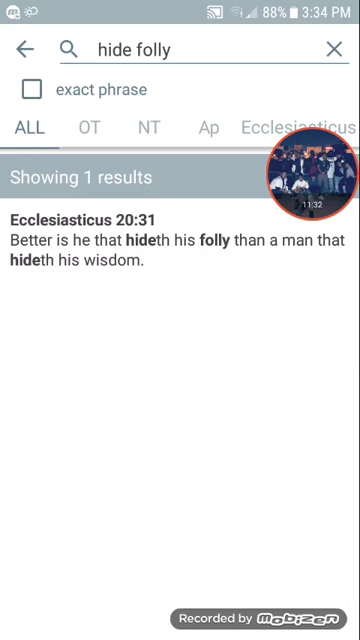 88% 3:34 PM
hide folly
exact phrase
ALL OT NT Ap Ecclesiasticus
Showing 1 results
11:32
Ecclesiasticus 20:31
Better is he that hideth his folly than a man that
hideth his wisdom.
Recorded by Mobizen